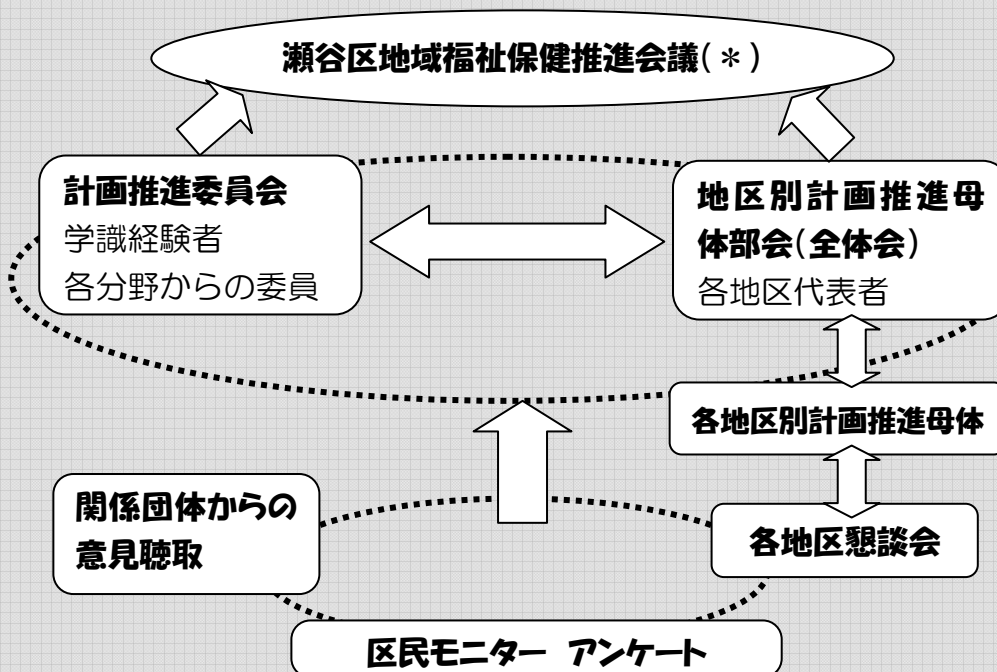 瀬谷区地域福祉保健推進会議(＊)
計画推進委員会
学識経験者
各分野からの委員
地区別計画推進母
体部会(全体会)
各地区代表者
各地区別計画推進母体
関係団体からの
意見聴取
各地区懇談会
区民モニター アンケート